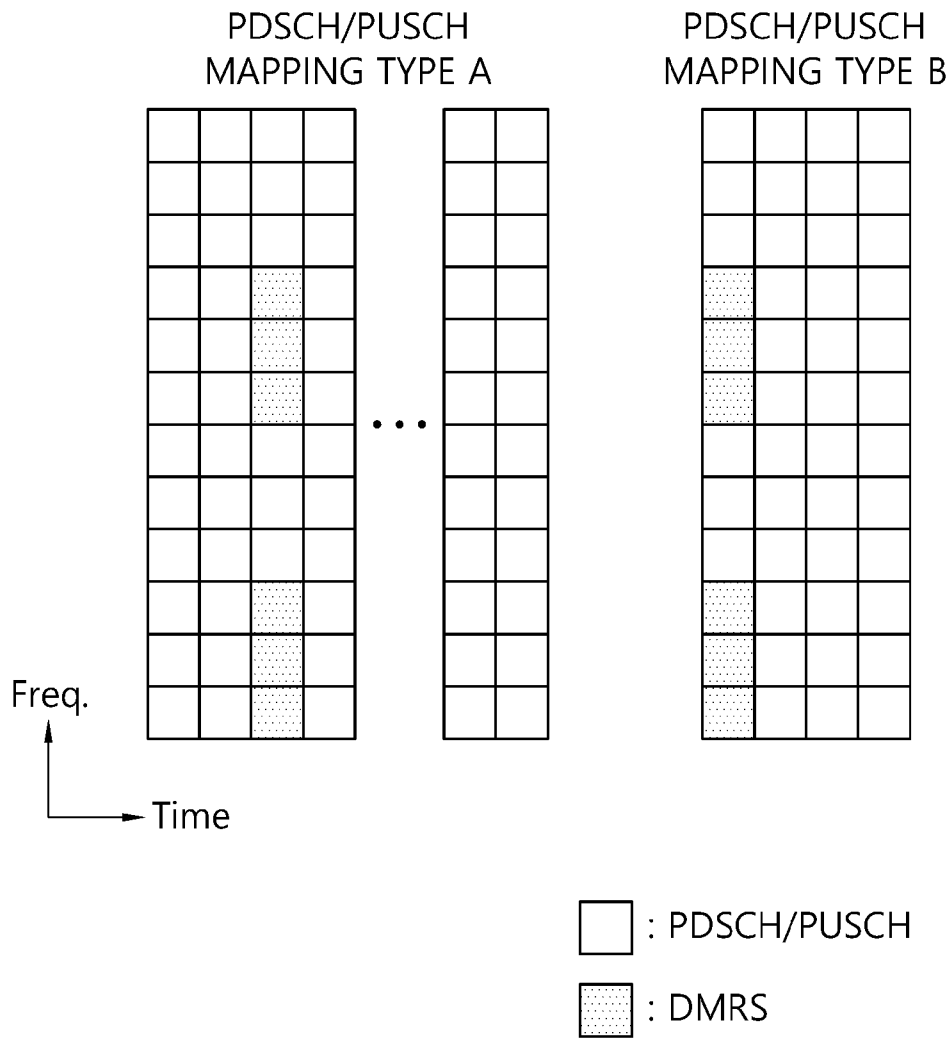 PDSCH/PUSCH
MAPPING TYPE A
PDSCH/PUSCH
MAPPING TYPE B
Freq.
Time
: PDSCH/PUSCH
: DMRS